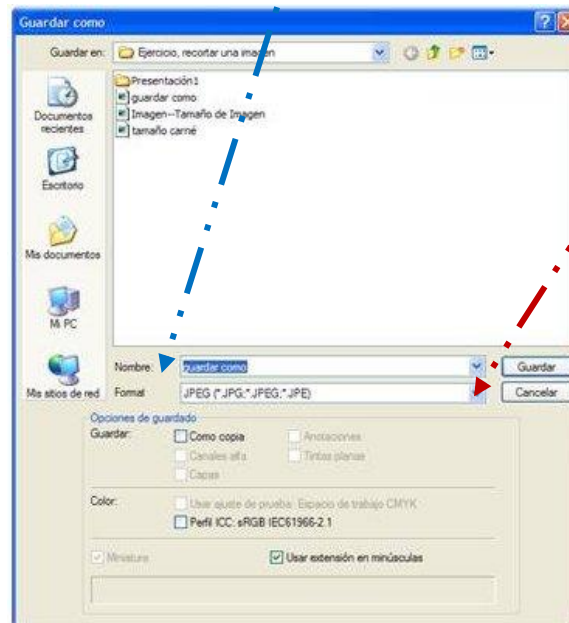 Guardar como
Guardar en: Ejercicio, recortar una imagen
Presentación1
guardar como
Imagen--Tamaño de Imagen
tamaño carné
Documentos recientes
Escritorio
Mis documentos
Mi PC
Mis sitios de red
Nombre: guardar como Guardar
Format JPEG (*.JPG;*.JPEG;*.JPE) Cancelar
Opciones de guardado
Guardar: Como copia Anotaciones
Canales alfa Tintas planas
Capas
Color: Usar ajuste de prueba: Espacio de trabajo CMYK
Perfil ICC: sRGB IEC61966-2.1
Miniatura Usar extensión en minúsculas